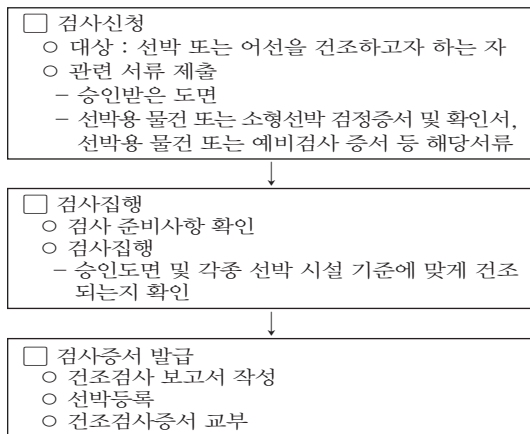 □ 검사신청
○ 대상 : 선박 또는 어선을 건조하고자 하는 자
○ 관련 서류 제출
- 승인받은 도면
- 선박용 물건 또는 소형선박 검정증서 및 확인서,
선박용 물건 또는 예비검사 증서 등 해당서류
↓
□ 검사집행
○ 검사 준비사항 확인
○ 검사집행
- 승인도면 및 각종 선박 시설 기준에 맞게 건조
되는지 확인
↓
□ 검사증서 발급
○ 건조검사 보고서 작성
○ 선박등록
○ 건조검사증서 교부